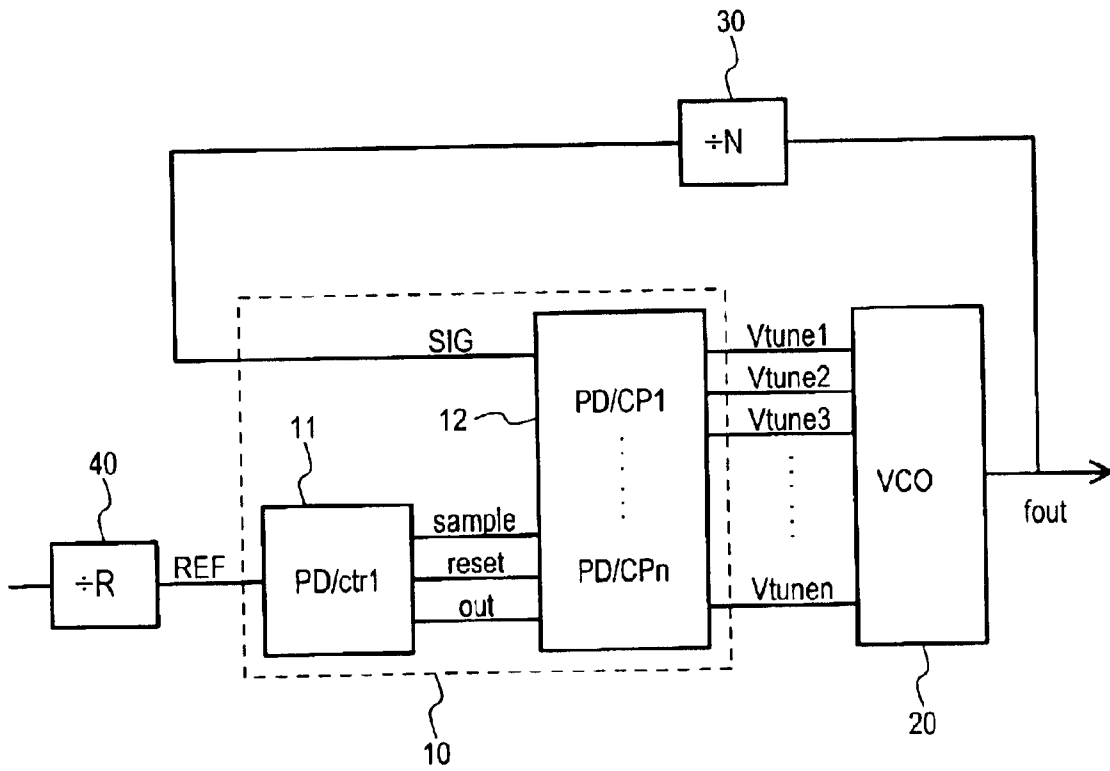 30
÷N
SIG
Vtune1
Vtune2
Vtune3
Vtunen
PD/CP1
PD/CPn
12
11
40
÷R
REF
PD/ctr1
sample
reset
out
VCO
fout
10
20